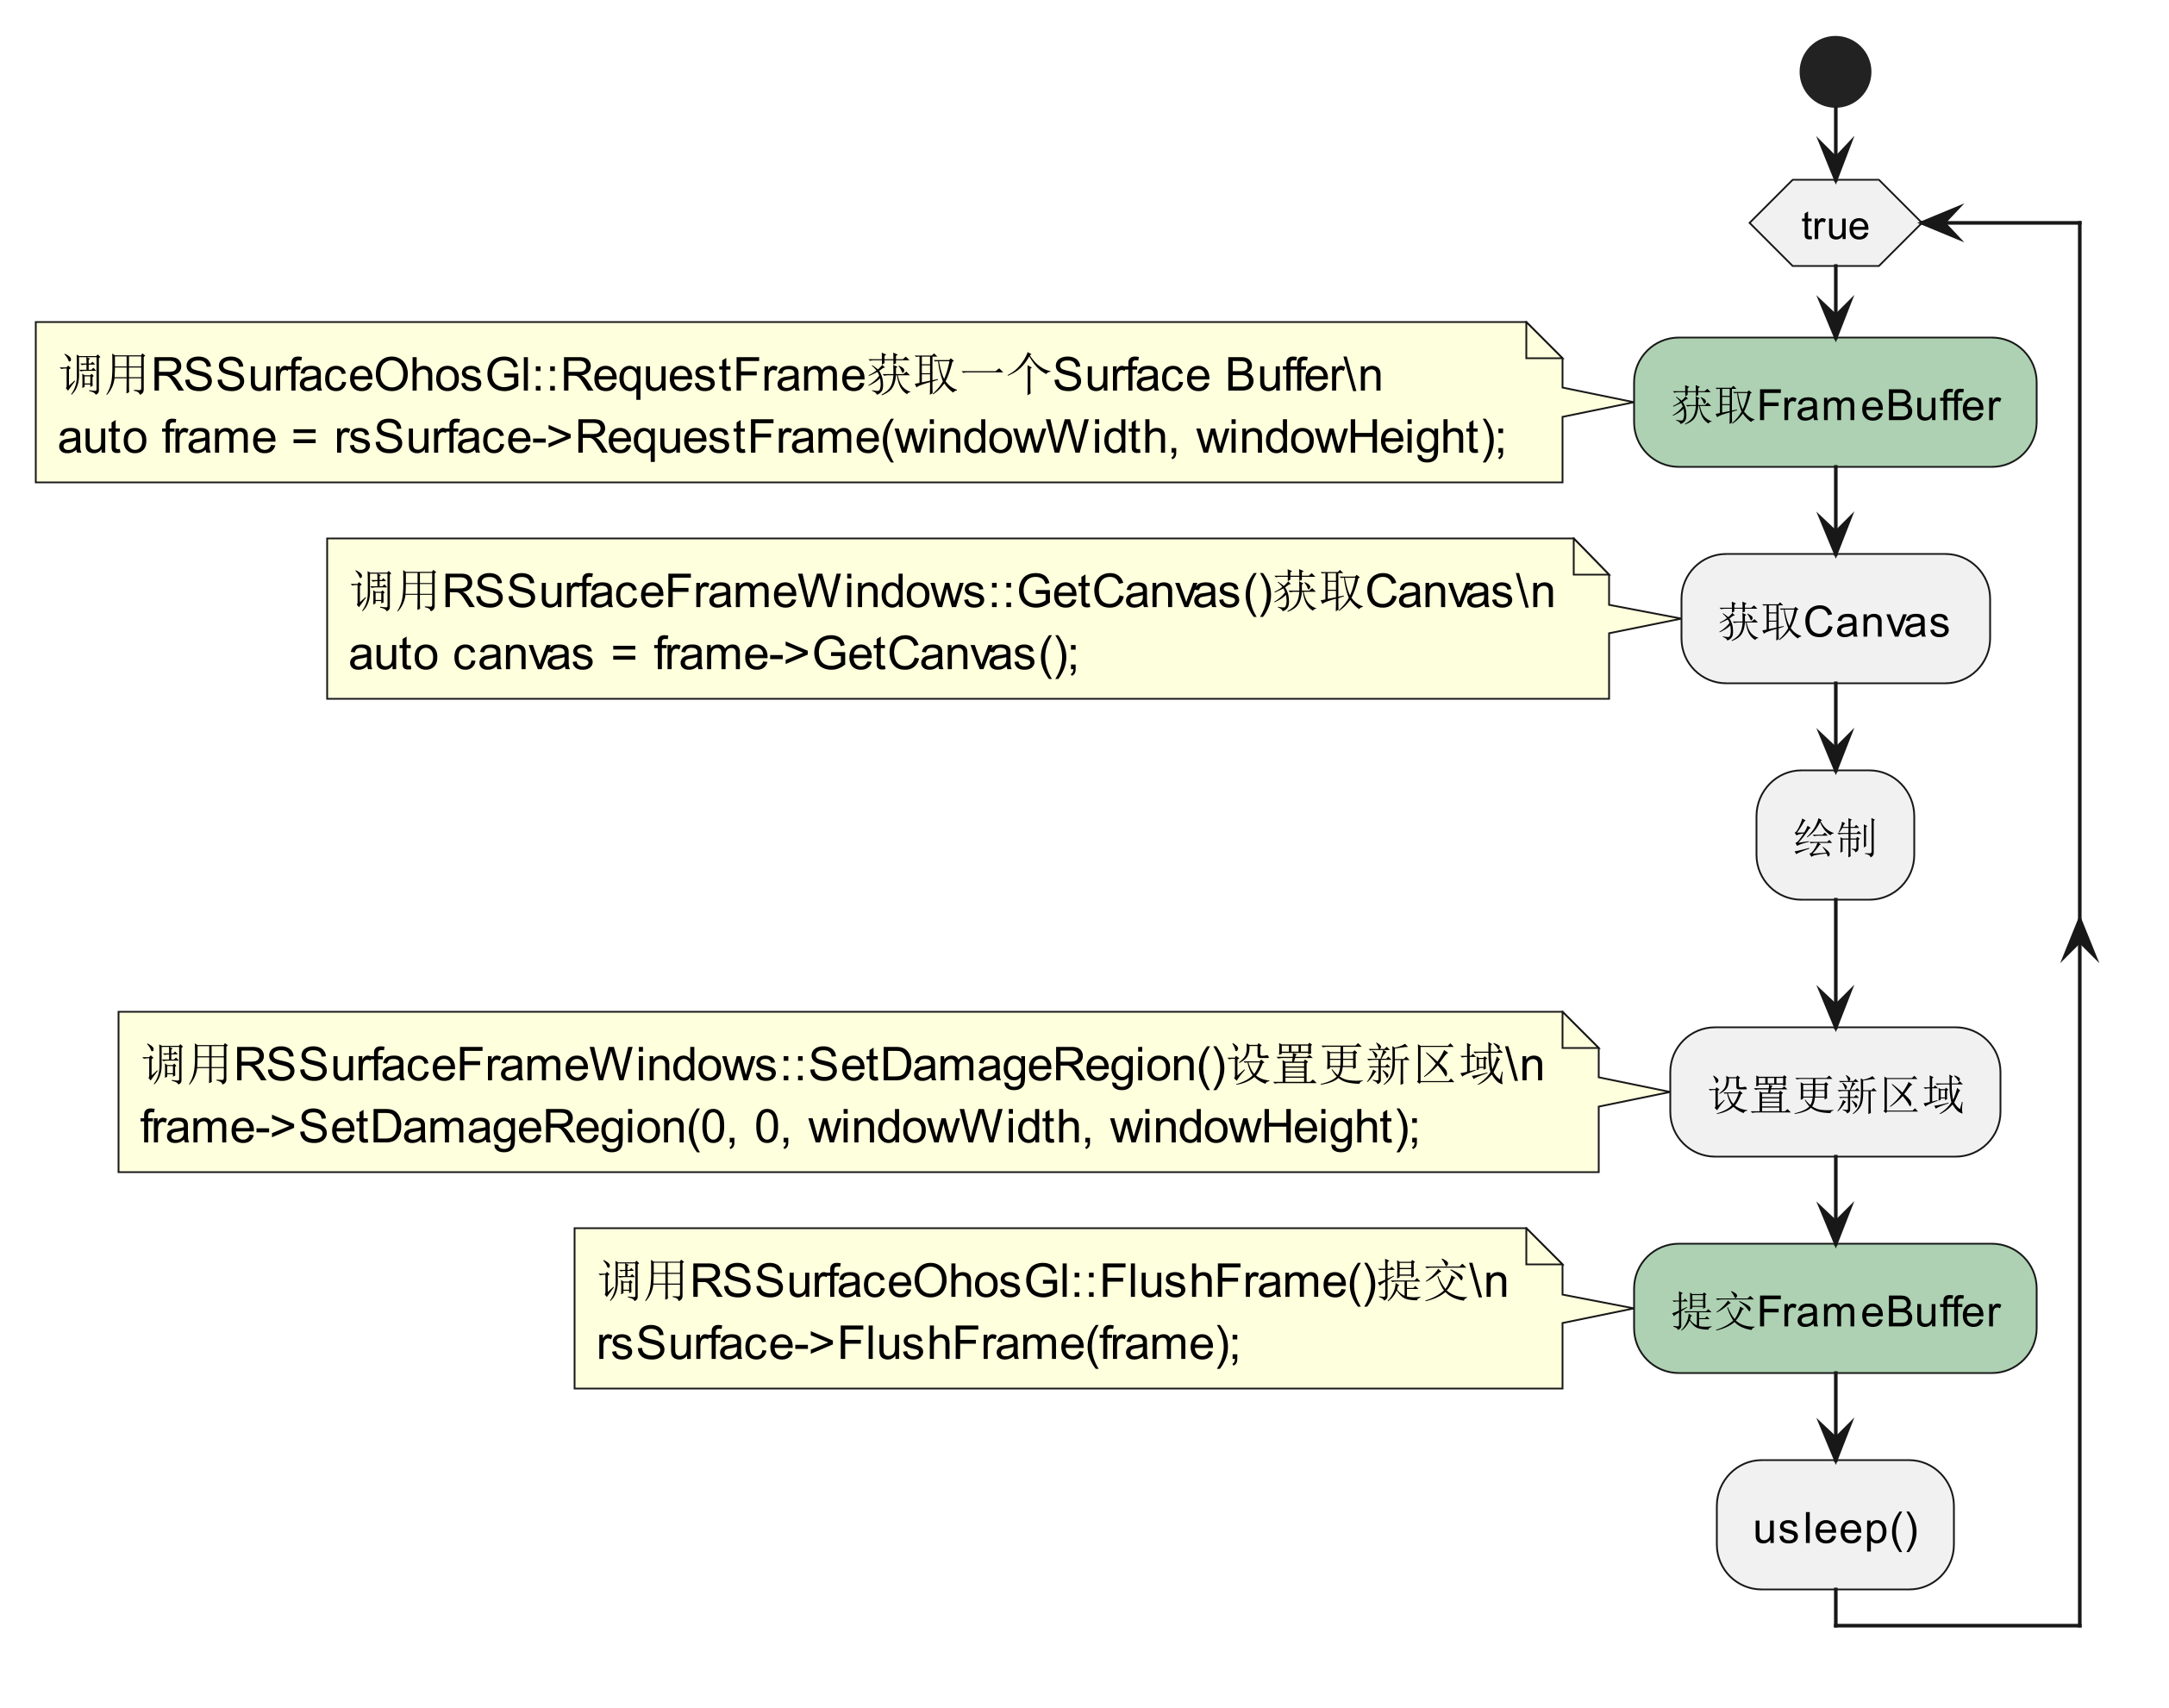 true
调用RSSurfaceOhosGl::RequestFrame获取一个Surface Buffer\n
auto frame = rsSurface->RequestFrame(windowWidth, windowHeight);
获取FrameBuffer
调用RSSurfaceFrameWindows::GetCanvas()获取Canvas\n
auto canvas = frame->GetCanvas();
获取Canvas
绘制
调用RSSurfaceFrameWindows::SetDamageRegion()设置更新区域\n
frame->SetDamageRegion(0, 0, windowWidth, windowHeight);
设置更新区域
调用RSSurfaceOhosGl::FlushFrame()提交\n
rsSurface->FlushFrame(frame);
提交FrameBuffer
usleep()